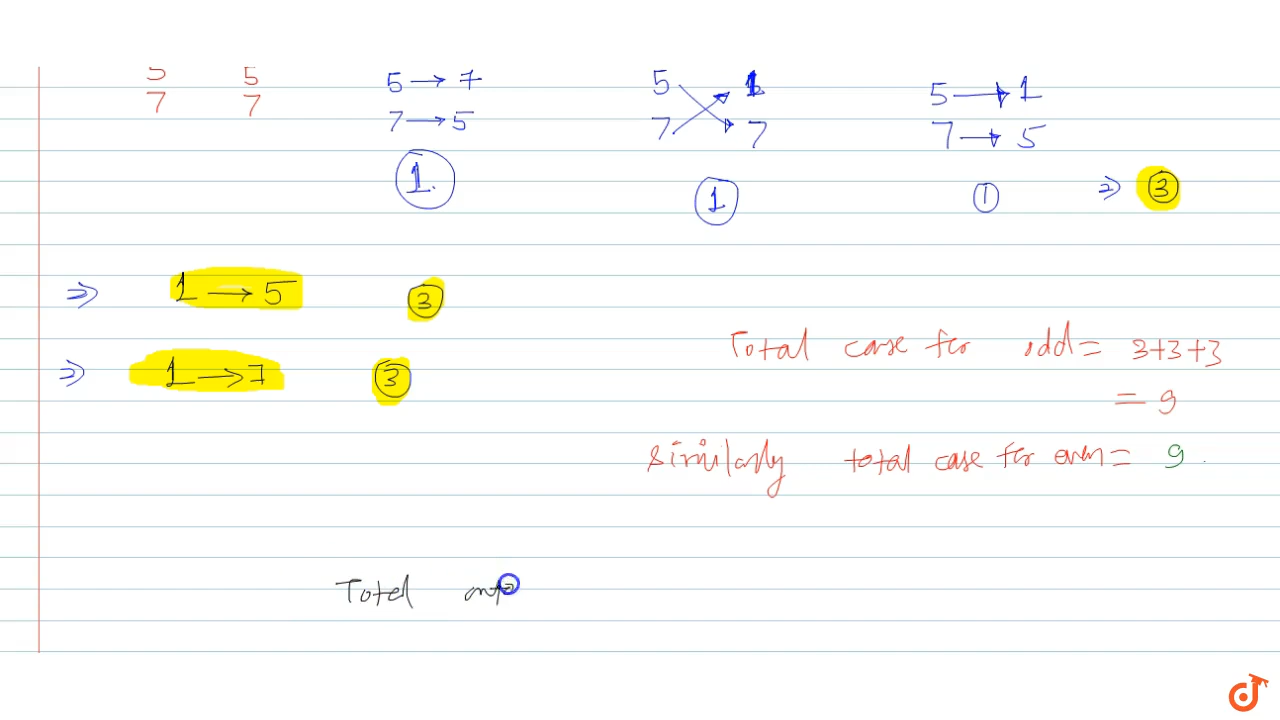 5 5 5 → 7 5 1 5 → 1
7 7 7 → 5 7 7 7 → 5
1. 1 1 ⇒ 3
⇒ 1 → 5 3
Total case for odd = 3+3+3
⇒ 1 → 7 3
= 9
similarly total case for even = 9.
Total